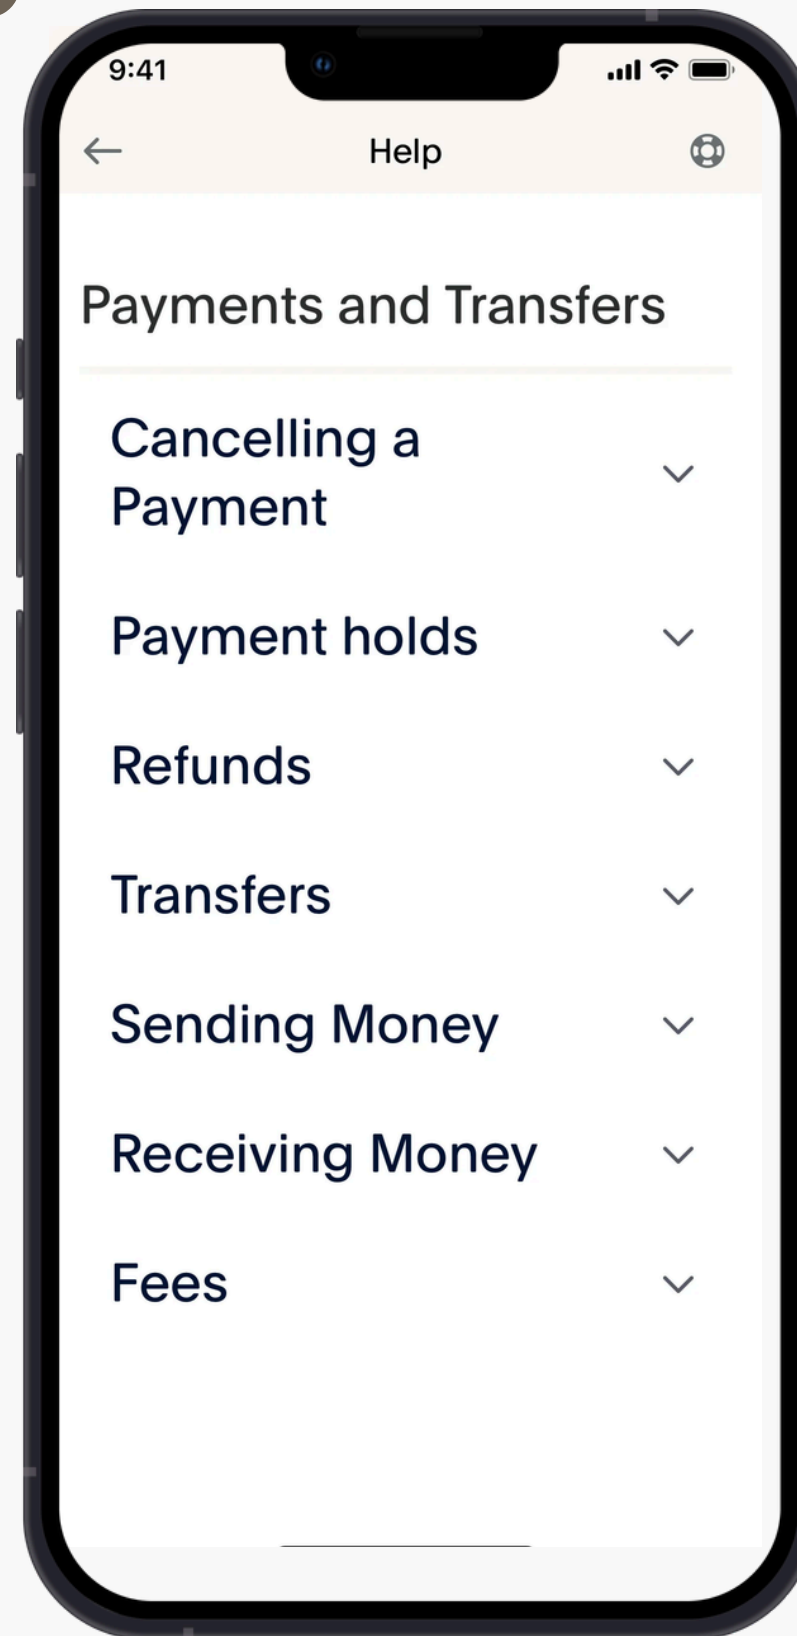 9:41
Help
Payments and Transfers
Cancelling a
Payment
Payment holds
Refunds
Transfers
Sending Money
Receiving Money
Fees